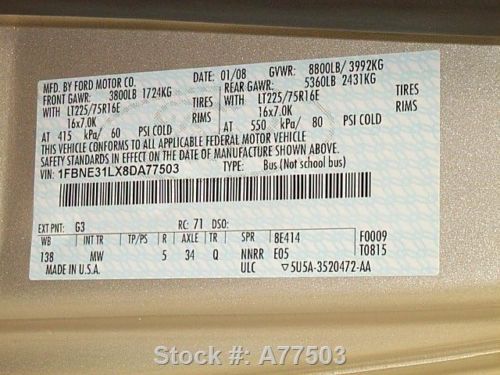 MFD. BY FORD MOTOR CO. DATE: 01/08 GVWR: 8800LB/ 3992KG
FRONT GAWR: 3800LB 1724KG REAR GAWR: 5360LB 2431KG
WITH LT225/75R16E TIRES WITH LT225/75R16E TIRES
16x7.0K RIMS 16x7.0K RIMS
AT 415 kPa/ 60 PSI COLD AT 550 kPa/ 80 PSI COLD
THIS VEHICLE CONFORMS TO ALL APPLICABLE FEDERAL MOTOR VEHICLE
SAFETY STANDARDS IN EFFECT ON THE DATE OF MANUFACTURE SHOWN ABOVE.
VIN: 1FBNE31LX8DA77503 TYPE: Bus (Not school bus)
EXT PNT: G3 RC: 71 DSO:
WB INT TR TP/PS R AXLE TR SPR 8E414 F0009
138 MW 5 34 Q NNRR E05 T0815
MADE IN U.S.A. ULC ▽5U5A-3520472-AA
Stock #: A77503